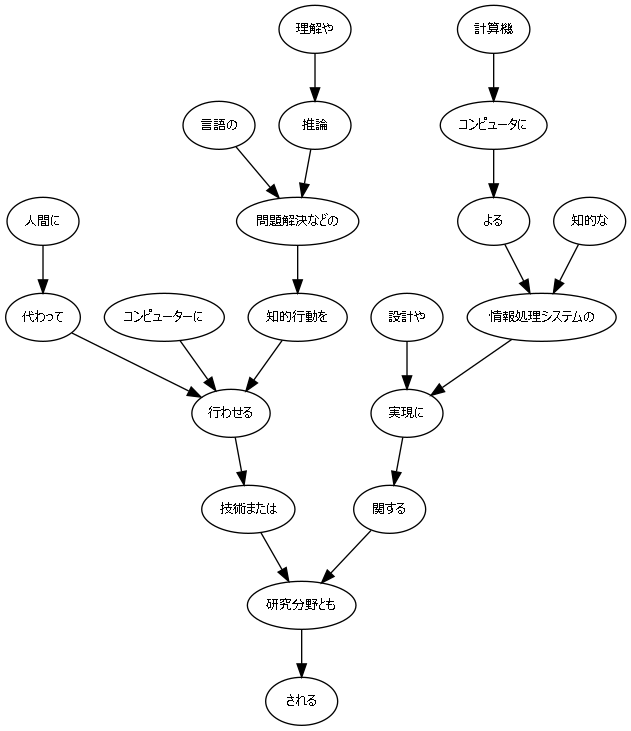 理解や
計算機
言語の
推論
コンピュータに
人間に
問題解決などの
よる
知的な
代わって
コンピューターに
知的行動を
設計や
情報処理システムの
行わせる
実現に
技術または
関する
研究分野とも
される